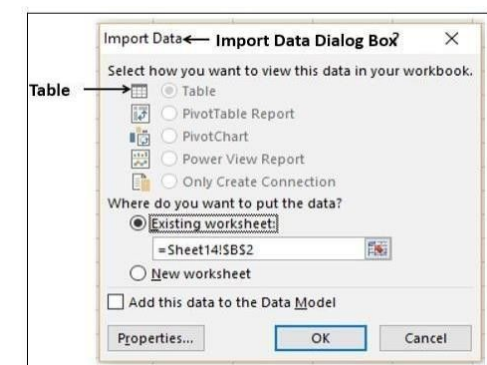 Import Data Import Data Dialog Box ?
Select how you want to view this data in your workbook.
Table Table
PivotTable Report
PivotChart
Power View Report
Only Create Connection
Where do you want to put the data?
Existing worksheet:
=Sheet14!$B$2
New worksheet
Add this data to the Data Model
Properties... OK Cancel